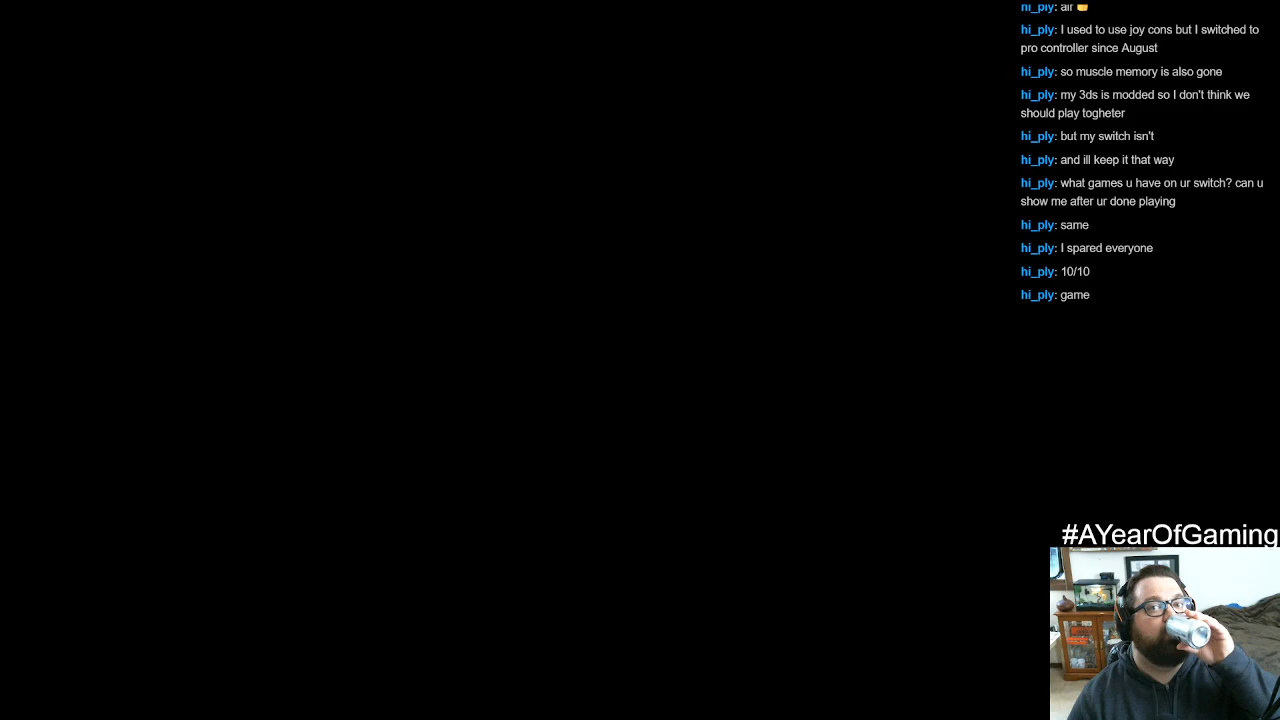 hi_ply: air
hi_ply: I used to use joy cons but I switched to
pro controller since August
hi_ply: so muscle memory is also gone
hi_ply: my 3ds is modded so I don't think we
should play togheter
hi_ply: but my switch isn't
hi_ply: and ill keep it that way
hi_ply: what games u have on ur switch? can u
show me after ur done playing
hi_ply: same
hi_ply: I spared everyone
hi_ply: 10/10
hi_ply: game
#AYearOfGaming